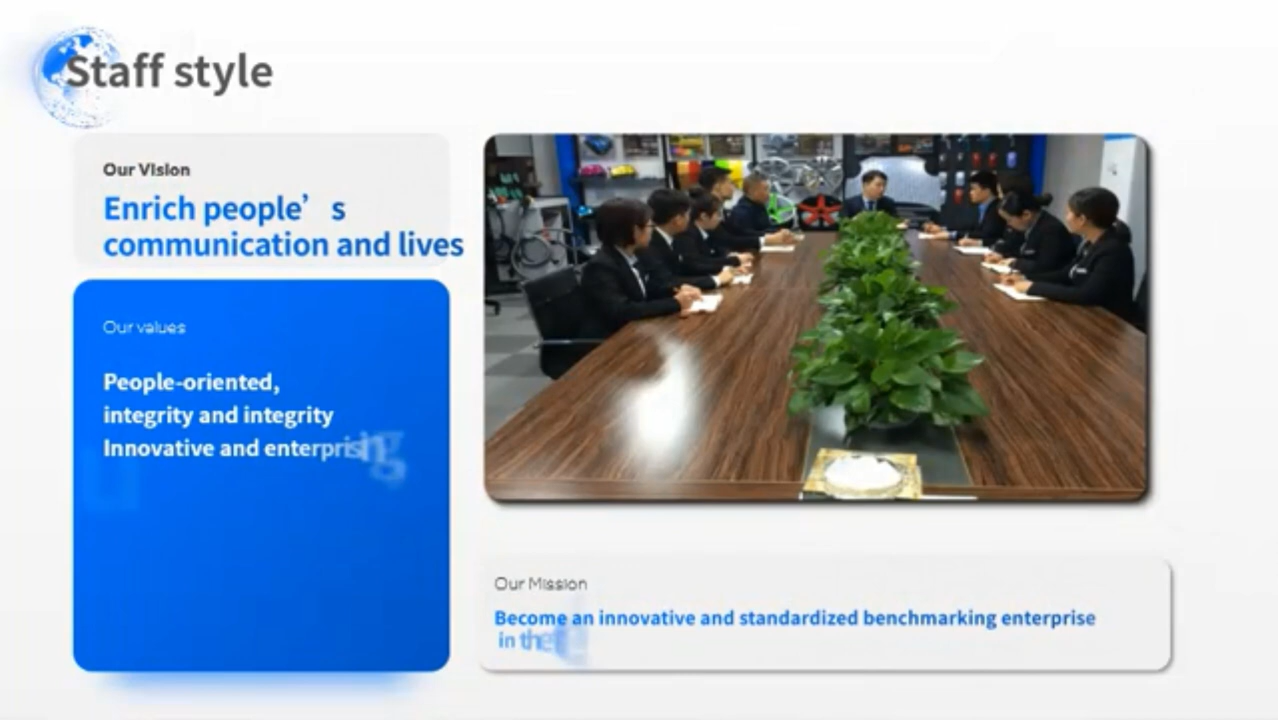 Staff style
Our Vision
Enrich people’s
communication and lives
Our values
People-oriented,
integrity and integrity
Innovative and enterprising
Our Mission
Become an innovative and standardized benchmarking enterprise
in the